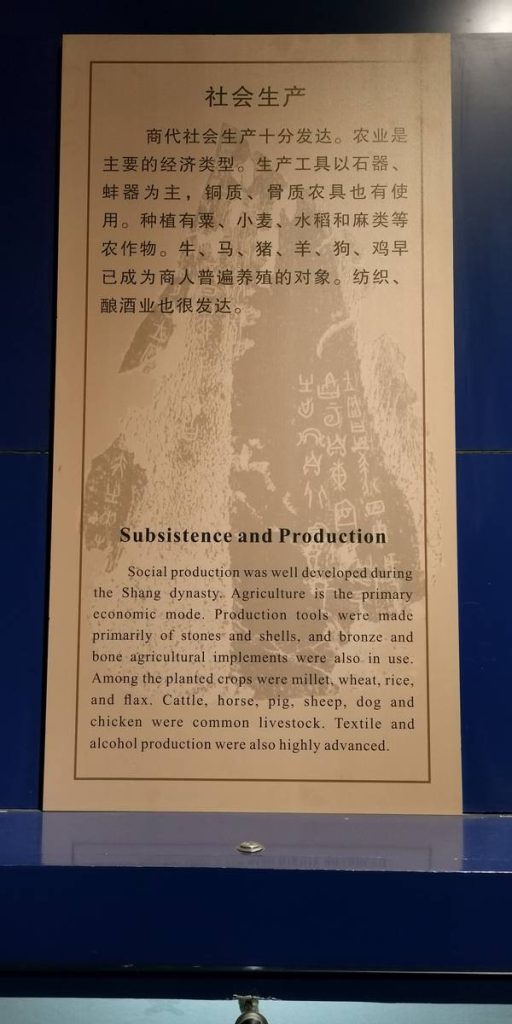 社会生产
商代社会生产十分发达。农业是
主要的经济类型。生产工具以石器、
蚌器为主，铜质、骨质农具也有使
用。种植有粟、小麦、水稻和麻类等
农作物。牛、马、猪、羊、狗、鸡早
已成为商人普遍养殖的对象。纺织、
酿酒业也很发达。
Subsistence and Production
Social production was well developed during
the Shang dynasty. Agriculture is the primary
economic mode. Production tools were made
primarily of stones and shells, and bronze and
bone agricultural implements were also in use.
Among the planted crops were millet, wheat, rice,
and flax. Cattle, horse, pig, sheep, dog and
chicken were common livestock. Textile and
alcohol production were also highly advanced.